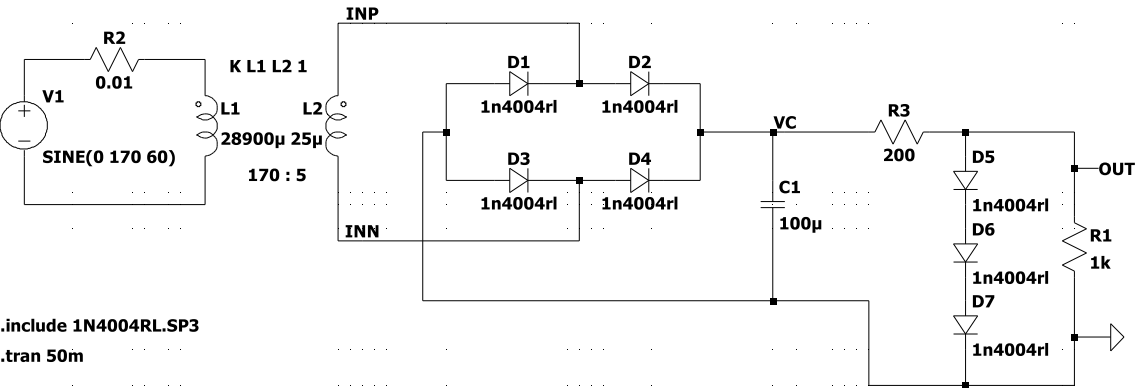 INP
R2
0.01
K L1 L2 1
D1
1n4004rl
D2
1n4004rl
V1
SINE(0 170 60)
L1
28900µ
L2
25µ
170 : 5
VC
R3
200
D3
1n4004rl
D4
1n4004rl
C1
100µ
D5
1n4004rl
OUT
D6
1n4004rl
R1
1k
INN
D7
1n4004rl
.include 1N4004RL.SP3
.tran 50m